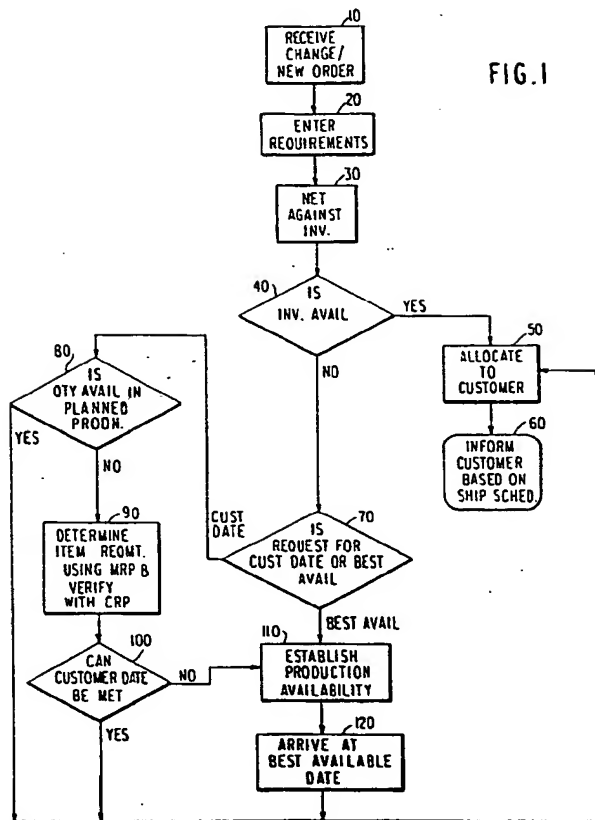 10
RECEIVE
CHANGE/
NEW ORDER
FIG.1
20
ENTER
REQUIREMENTS
30
NET
AGAINST
INV.
40
IS
INV. AVAIL
YES
NO
50
ALLOCATE
TO
CUSTOMER
60
INFORM
CUSTOMER
BASED ON
SHIP SCHED.
80
IS
QTY AVAIL IN
PLANNED
PRODN.
YES
NO
CUST
DATE
70
IS
REQUEST FOR
CUST DATE OR BEST
AVAIL
BEST AVAIL
90
DETERMINE
ITEM REQMT.
USING MRP &
VERIFY
WITH CRP
100
CAN
CUSTOMER DATE
BE MET
NO
YES
110
ESTABLISH
PRODUCTION
AVAILABILITY
120
ARRIVE AT
BEST AVAILABLE
DATE